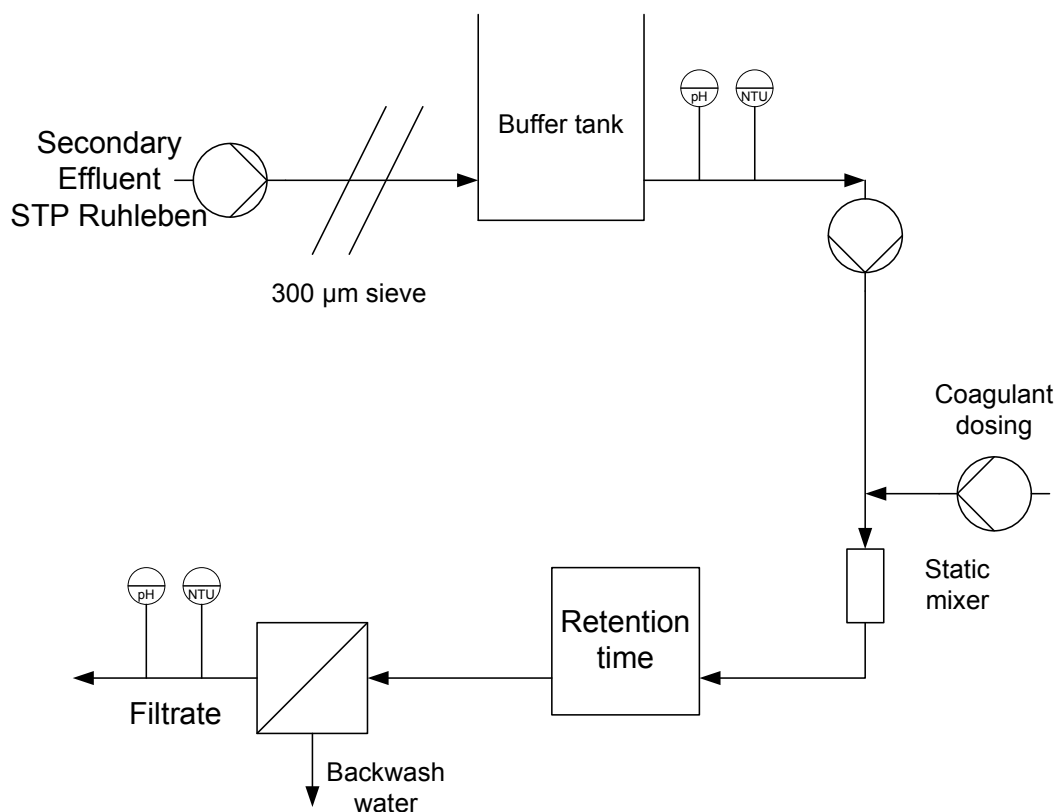 Secondary
Effluent
STP Ruhleben
300 µm sieve
Buffer tank
pH
NTU
Coagulant
dosing
Static
mixer
Retention
time
pH
NTU
Filtrate
Backwash
water